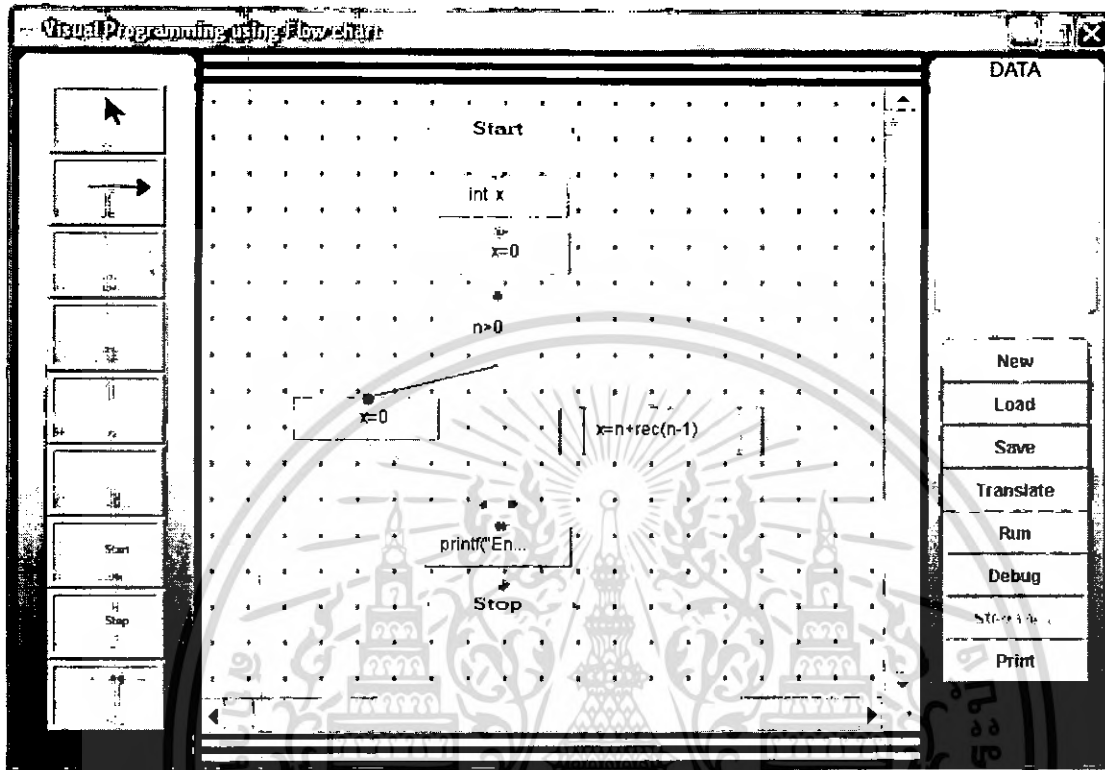 Visual Programming using Flow chart
DATA
Start
int x
x=0
n>0
x=0
x=n+rec(n-1)
printf("En...
Stop
Start
Stop
New
Load
Save
Translate
Run
Debug
Print